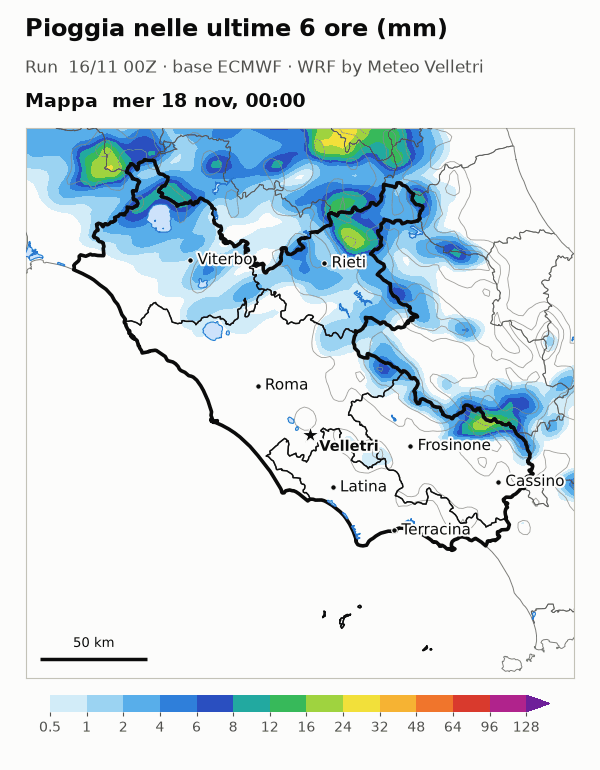 Pioggia nelle ultime 6 ore (mm)
Run  16/11 00Z · base ECMWF · WRF by Meteo Velletri
Mappa  mer 18 nov, 00:00
Viterbo
Rieti
Roma
Velletri
Frosinone
Latina
Cassino
Terracina
50 km
0.5 1 2 4 6 8 12 16 24 32 48 64 96 128